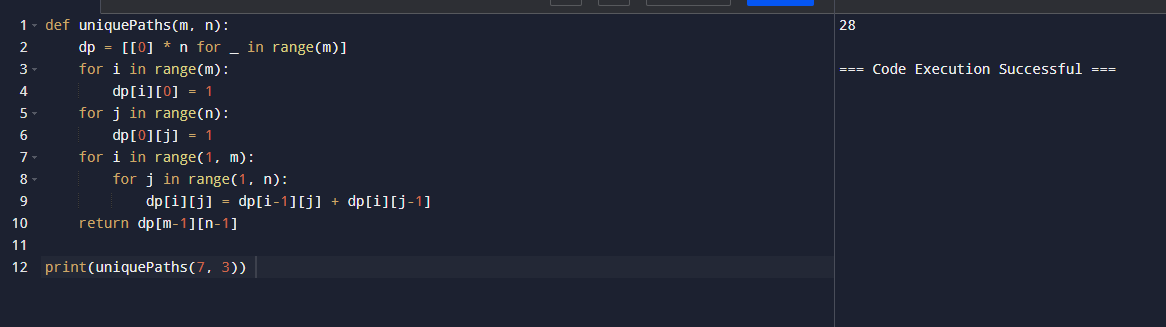 1 def uniquePaths(m, n):
2     dp = [[0] * n for _ in range(m)]
3     for i in range(m):
4         dp[i][0] = 1
5     for j in range(n):
6         dp[0][j] = 1
7     for i in range(1, m):
8         for j in range(1, n):
9             dp[i][j] = dp[i-1][j] + dp[i][j-1]
10     return dp[m-1][n-1]
11
12 print(uniquePaths(7, 3))
28
=== Code Execution Successful ===